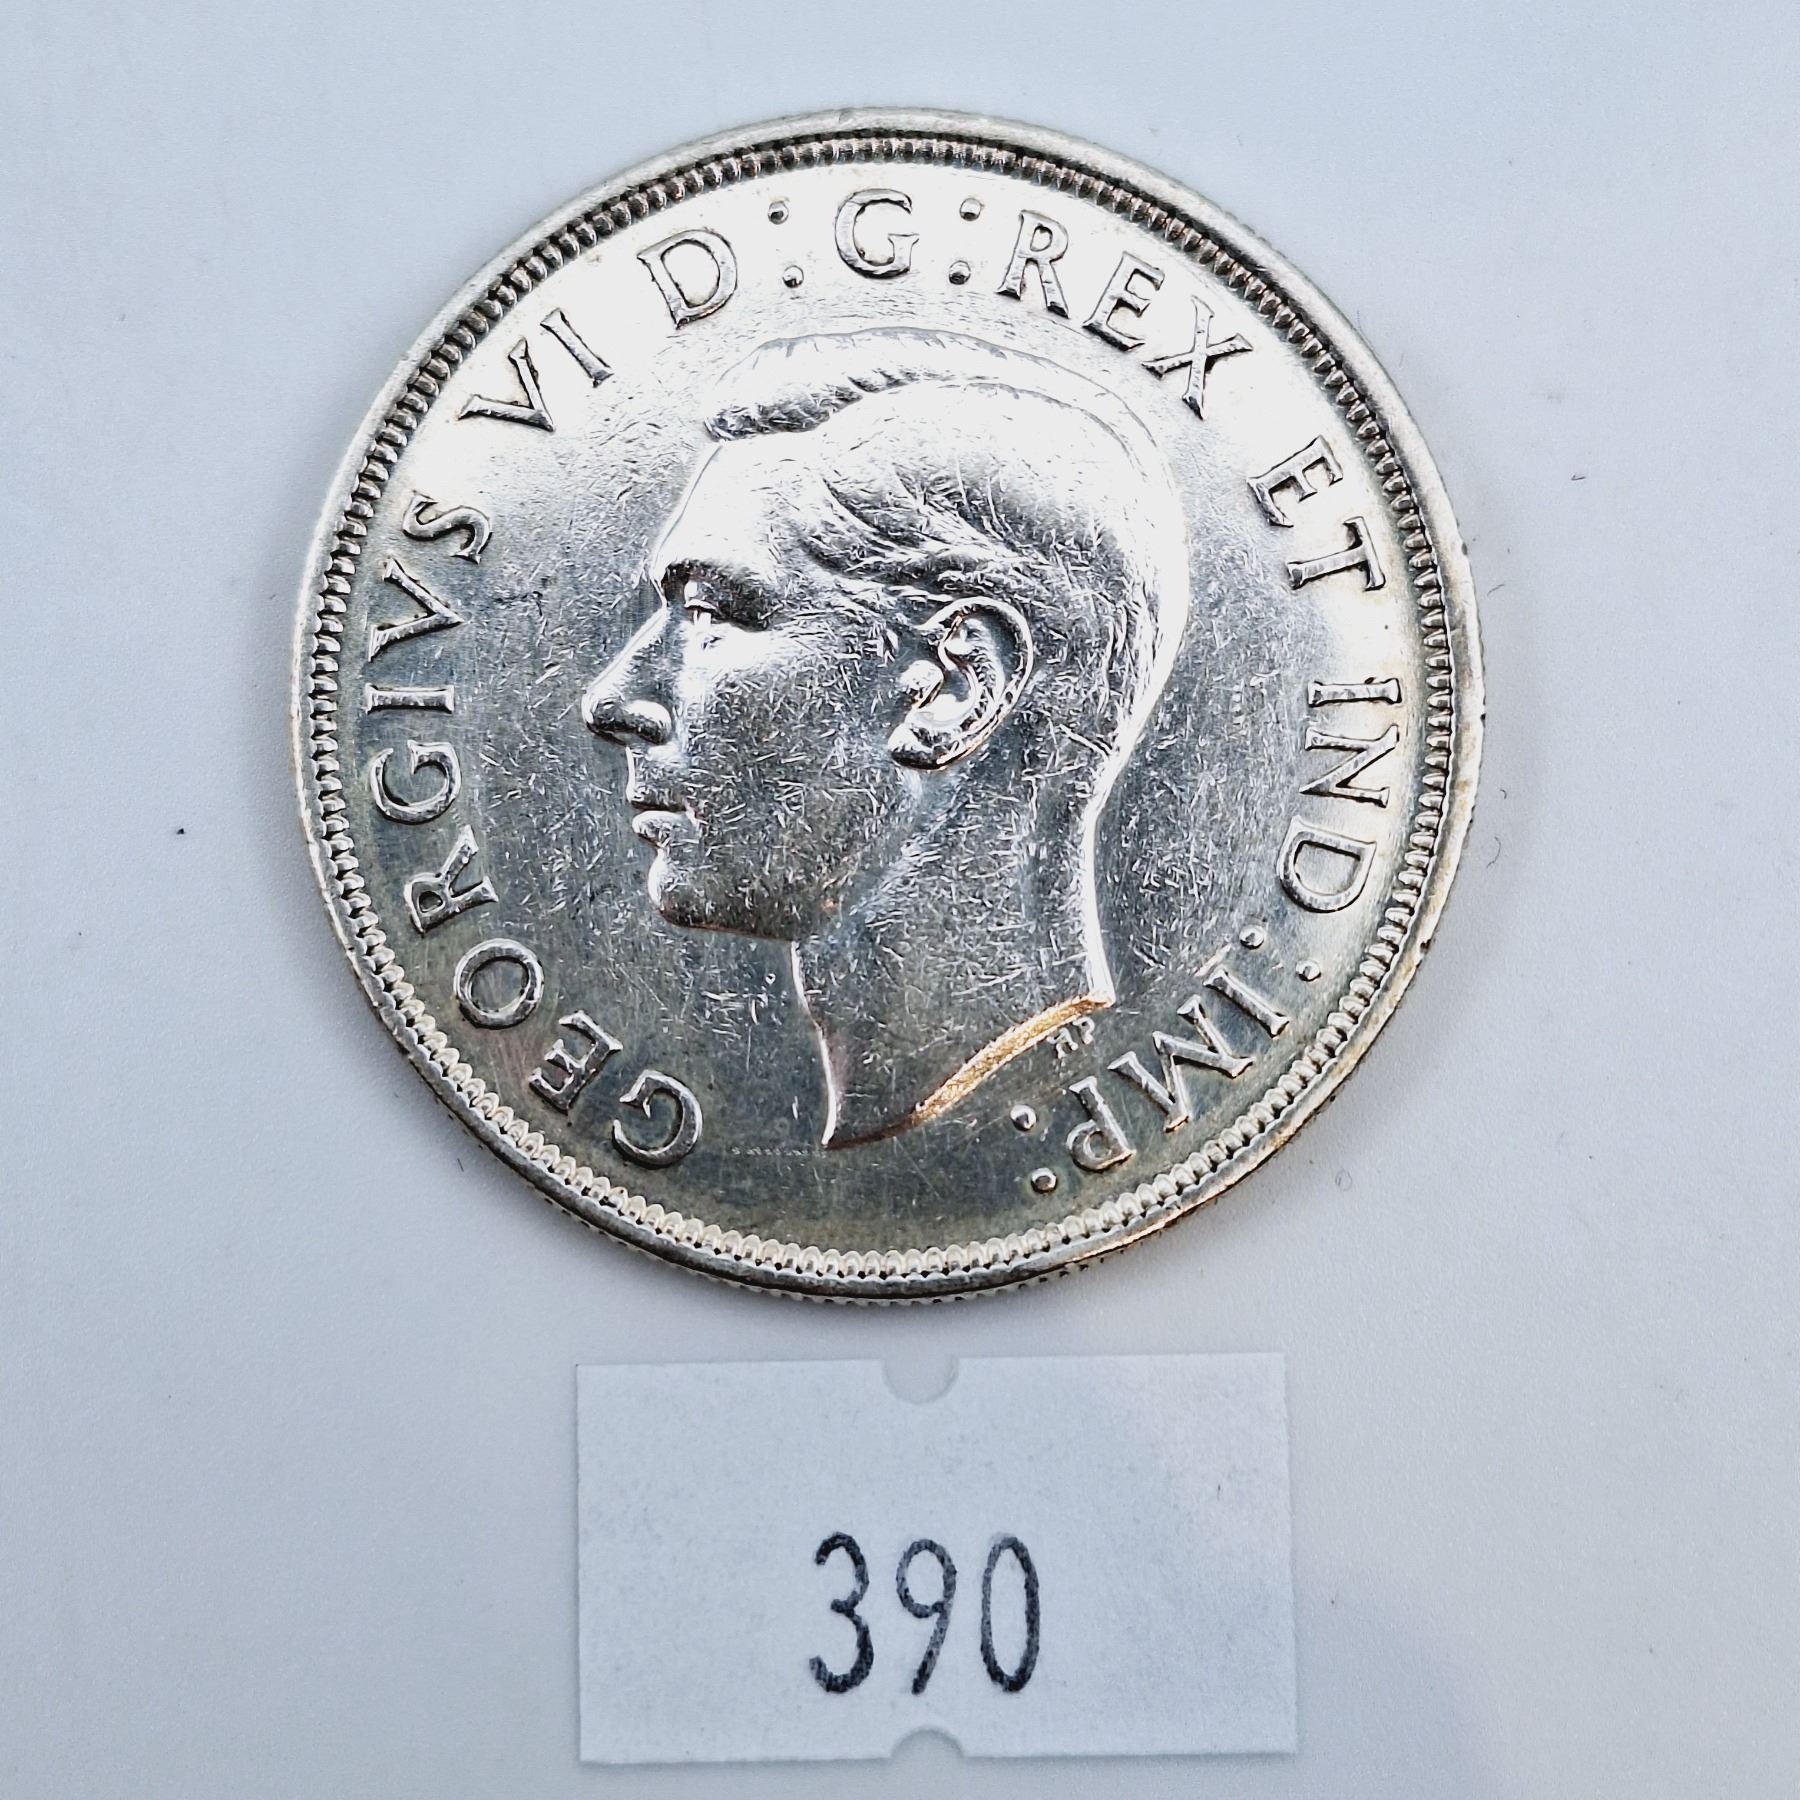 GEORGIVS VI D:G:REX ET IND:IMP:
HP
390